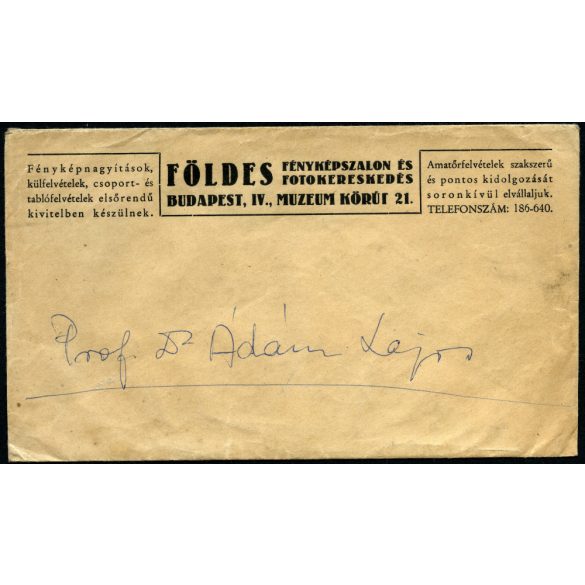 Fényképnagyítások,
külfelvételek, csoport- és
tablófelvételek elsőrendű
kivitelben készülnek.
FÖLDES FÉNYKÉPSZALON ÉS
FOTOKERESKEDÉS
BUDAPEST, IV., MUZEUM KÖRÚT 21.
Amatőrfelvételek szakszerű
és pontos kidolgozását
soronkívül elvállaljuk.
TELEFONSZÁM: 186-640.
Prof. Dr Ádám Lajos